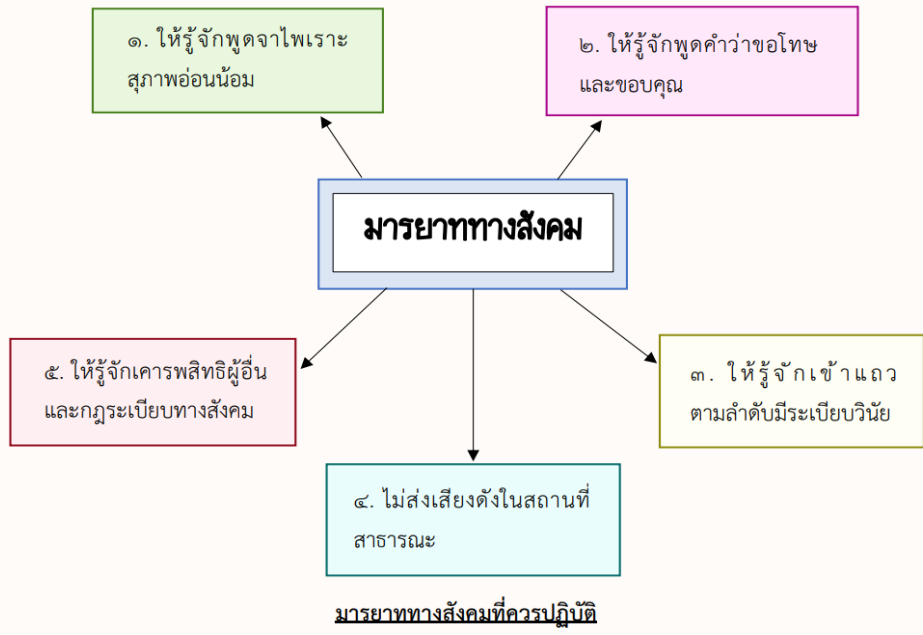 ๑. ให้รู้จักพูดจาไพเราะ
สุภาพอ่อนน้อม
๒. ให้รู้จักพูดคำว่าขอโทษ
และขอบคุณ
มารยาททางสังคม
๕. ให้รู้จักเคารพสิทธิผู้อื่น
และกฎระเบียบทางสังคม
๓. ให้รู้จักเข้าแถว
ตามลำดับมีระเบียบวินัย
๔. ไม่ส่งเสียงดังในสถานที่
สาธารณะ
มารยาททางสังคมที่ควรปฏิบัติ